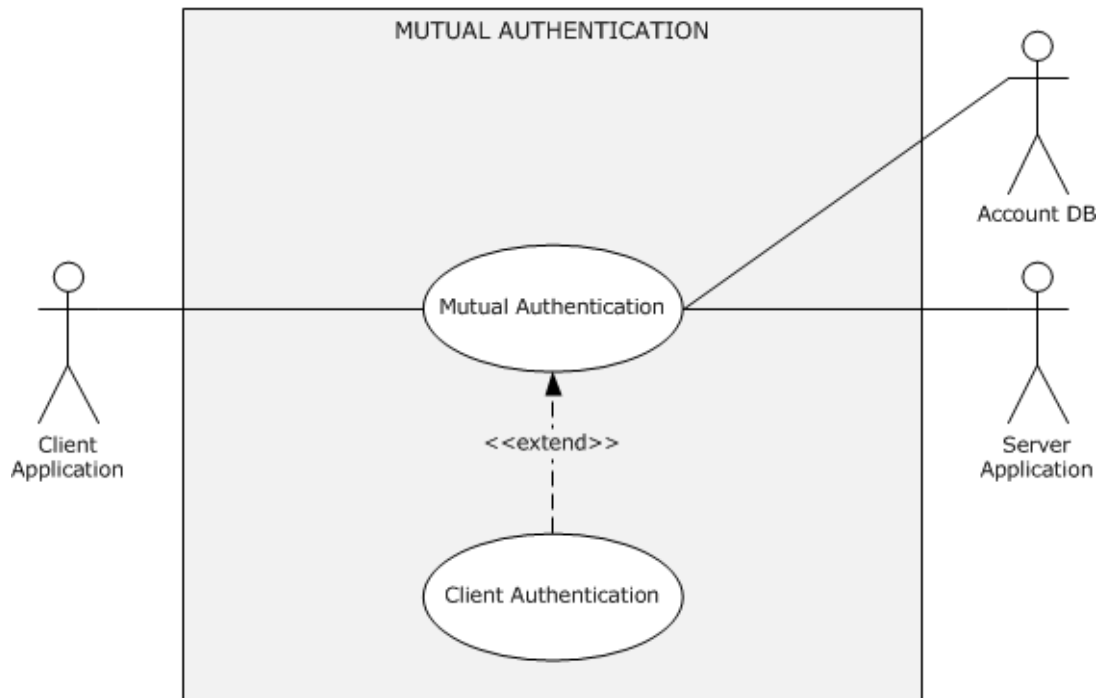 MUTUAL AUTHENTICATION
Account DB
Mutual Authentication
Client
Application
<<extend>>
Server
Application
Client Authentication